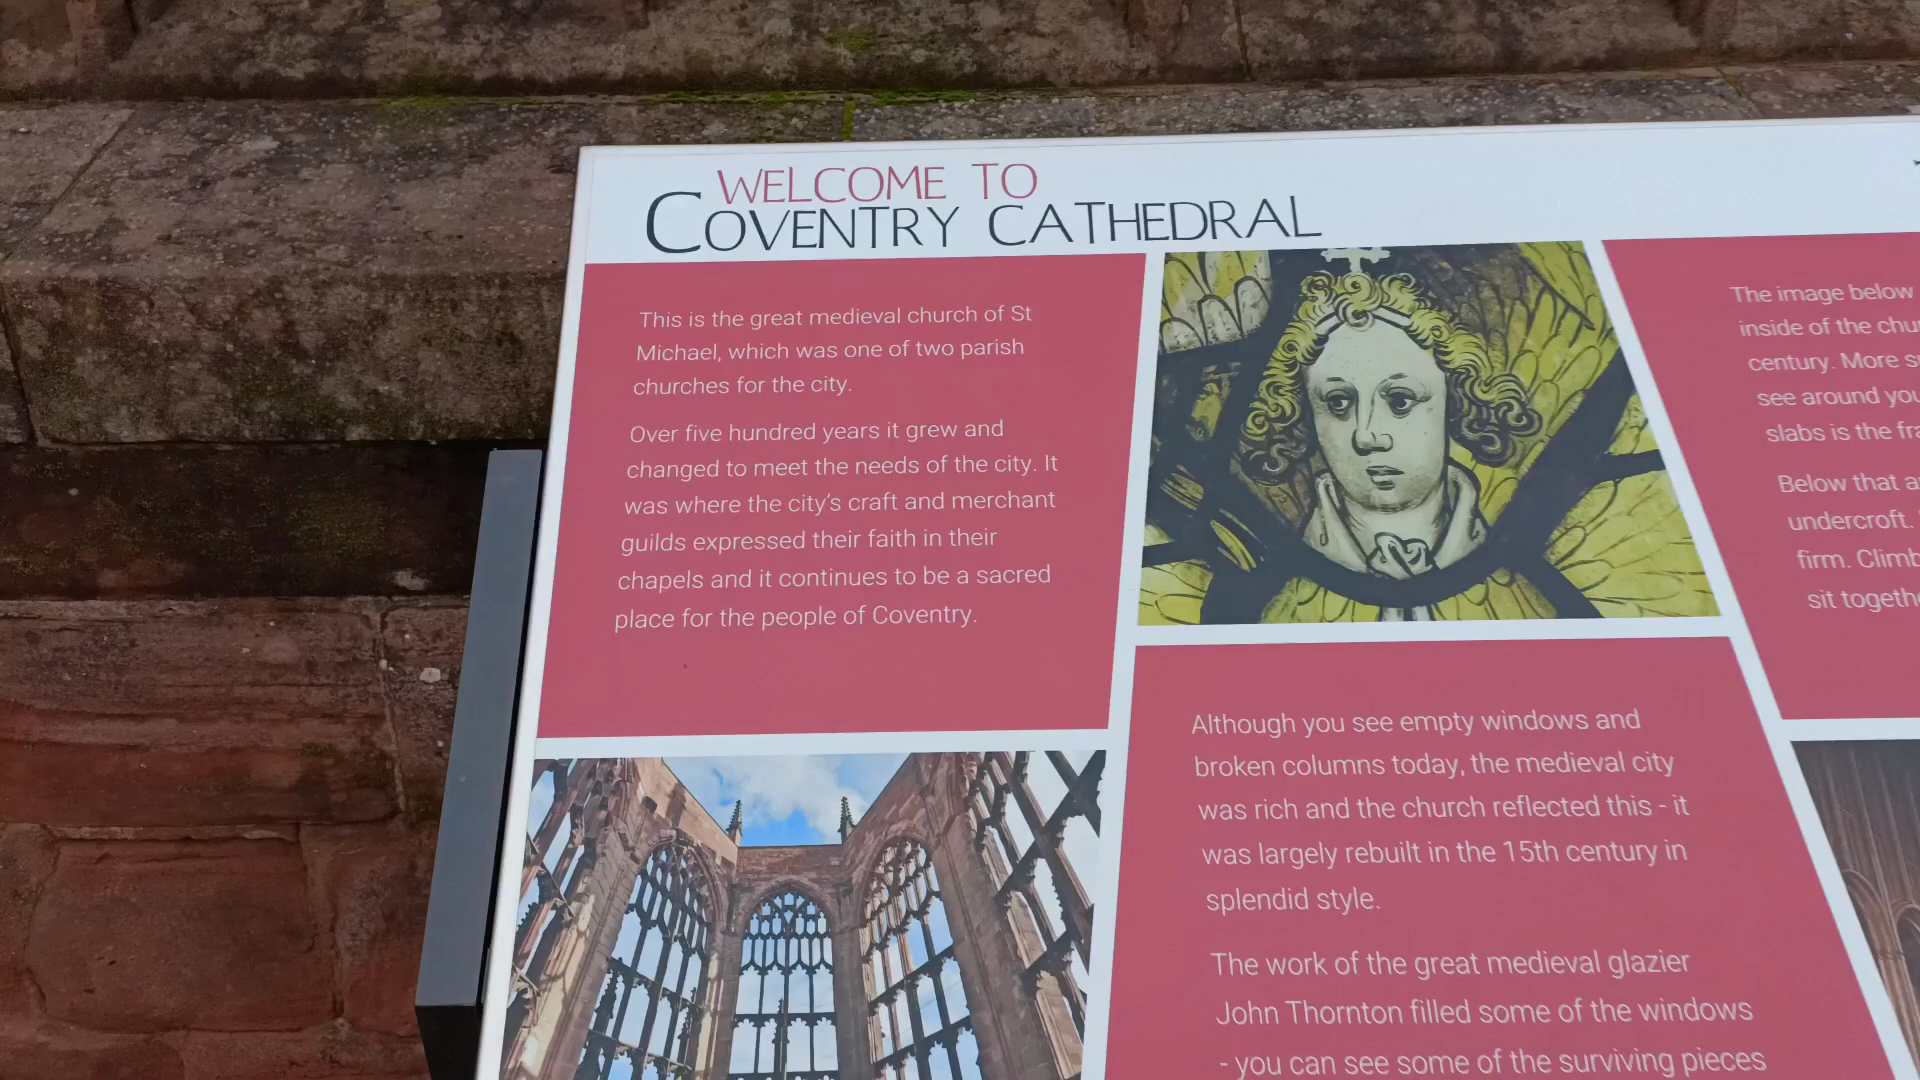 WELCOME TO
COVENTRY CATHEDRAL
This is the great medieval church of St
Michael, which was one of two parish
churches for the city.
Over five hundred years it grew and
changed to meet the needs of the city. It
was where the city's craft and merchant
guilds expressed their faith in their
chapels and it continues to be a sacred
place for the people of Coventry.
Although you see empty windows and
broken columns today, the medieval city
was rich and the church reflected this - it
was largely rebuilt in the 15th century in
splendid style.
The work of the great medieval glazier
John Thornton filled some of the windows
- you can see some of the surviving pieces
The image below
inside of the
century. More
see around
slabs is the
Below that
undercroft.
firm.
sit